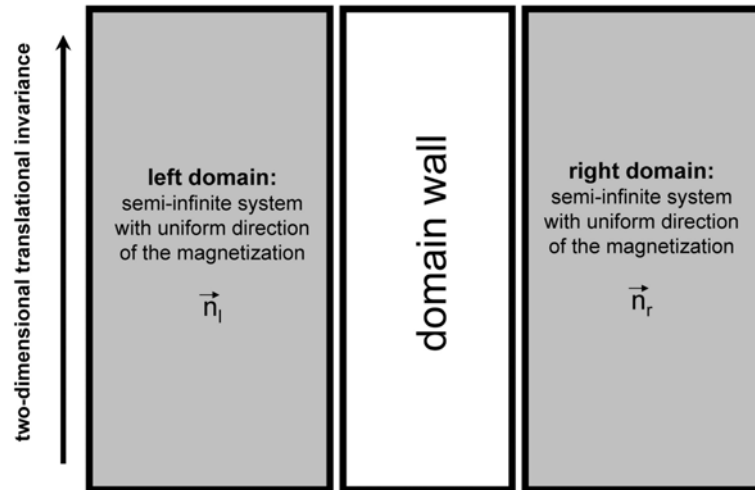 two-dimensional translational invariance
left domain:
semi-infinite system
with uniform direction
of the magnetization
n⃗ₗ
domain wall
right domain:
semi-infinite system
with uniform direction
of the magnetization
n⃗ᵣ